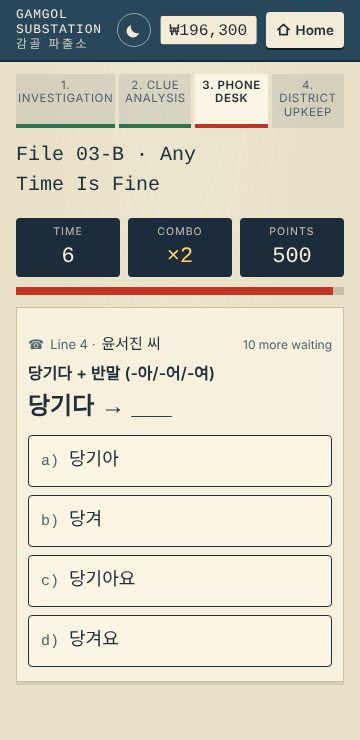 GAMGOL
SUBSTATION
감골 파출소
₩196,300
Home
1.
INVESTIGATION
2. CLUE
ANALYSIS
3. PHONE
DESK
4.
DISTRICT
UPKEEP
File 03-B · Any
Time Is Fine
TIME
6
COMBO
×2
POINTS
500
☎ Line 4 · 윤서진 씨
10 more waiting
당기다 + 반말 (-아/-어/-여)
당기다 → ___
a) 당기아
b) 당겨
c) 당기아요
d) 당겨요